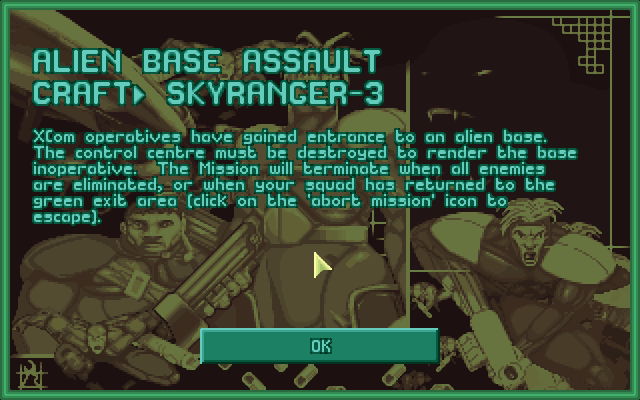 ALIEN BASE ASSAULT
CRAFT> SKYRANGER-3
XCom operatives have gained entrance to an alien base.
The control centre must be destroyed to render the base
inoperative. The Mission will terminate when all enemies
are eliminated, or when your squad has returned to the
green exit area (click on the 'abort mission' icon to
escape).
OK